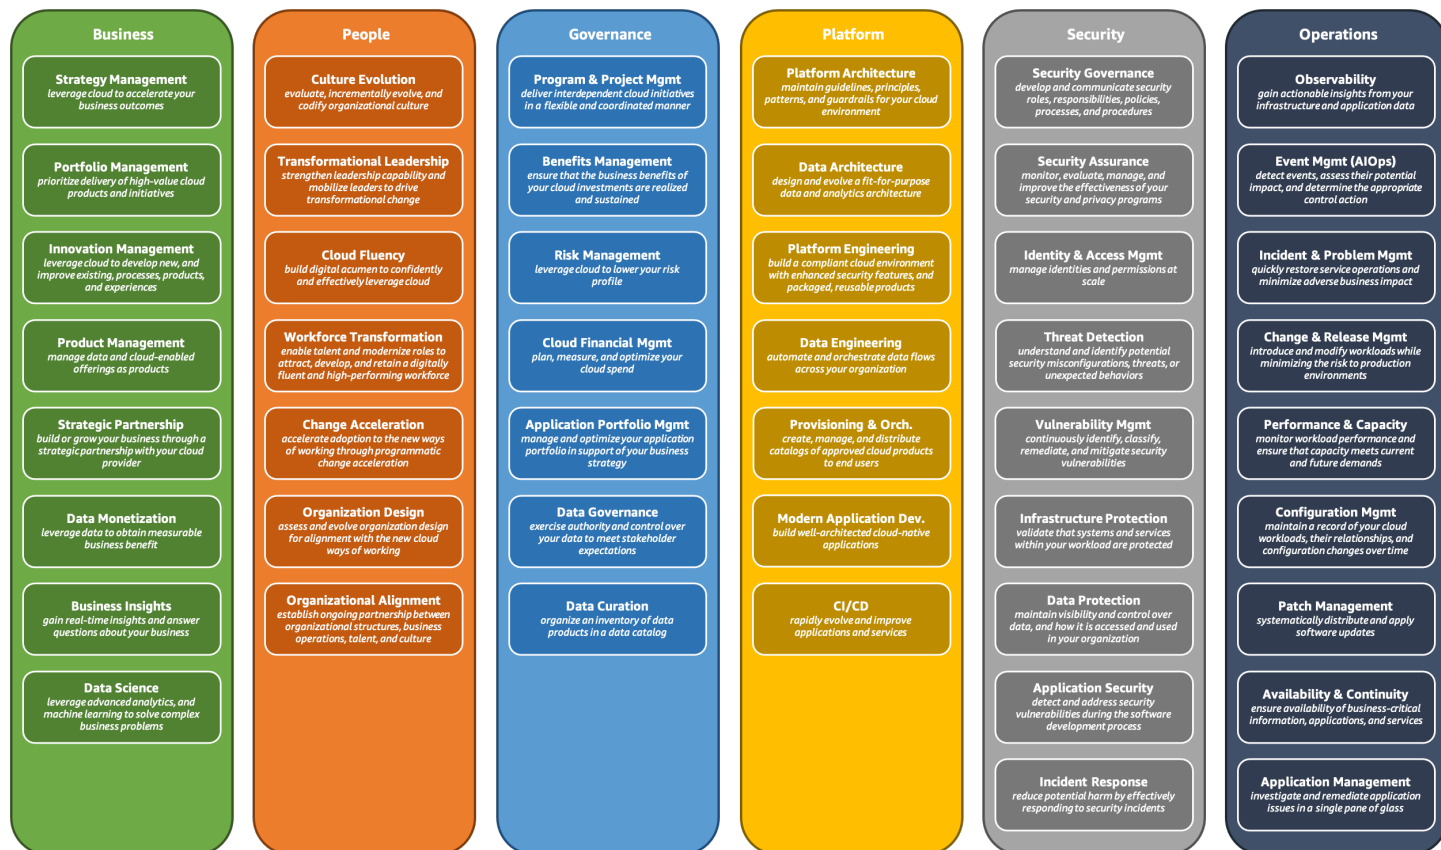 Business
Strategy Management
leverage cloud to accelerate your
business outcomes
Portfolio Management
prioritize delivery of high-value cloud
products and initiatives
Innovation Management
leverage cloud to develop new, and
improve existing, processes, products,
and experiences
Product Management
manage data and cloud-enabled
offerings as products
Strategic Partnership
build or grow your business through a
strategic partnership with your cloud
provider
Data Monetization
leverage data to obtain measurable
business benefit
Business Insights
gain real-time insights and answer
questions about your business
Data Science
leverage advanced analytics, and
machine learning to solve complex
business problems
People
Culture Evolution
evaluate, incrementally evolve, and
codify organizational culture
Transformational Leadership
strengthen leadership capability and
mobilize leaders to drive
transformational change
Cloud Fluency
build digital acumen to confidently
and effectively leverage cloud
Workforce Transformation
enable talent and modernize roles to
attract, develop, and retain a digitally
fluent and high-performing workforce
Change Acceleration
accelerate adoption to the new ways
of working through programmatic
change acceleration
Organization Design
assess and evolve organization design
for alignment with the new cloud
ways of working
Organizational Alignment
establish ongoing partnership between
organizational structures, business
operations, talent, and culture
Governance
Program & Project Mgmt
deliver interdependent cloud initiatives
in a flexible and coordinated manner
Benefits Management
ensure that the business benefits of
your cloud investments are realized
and sustained
Risk Management
leverage cloud to lower your risk
profile
Cloud Financial Mgmt
plan, measure, and optimize your
cloud spend
Application Portfolio Mgmt
manage and optimize your application
portfolio in support of your business
strategy
Data Governance
exercise authority and control over
your data to meet stakeholder
expectations
Data Curation
organize an inventory of data
products in a data catalog
Platform
Platform Architecture
maintain guidelines, principles,
patterns, and guardrails for your cloud
environment
Data Architecture
design and evolve a fit-for-purpose
data and analytics architecture
Platform Engineering
build a compliant cloud environment
with enhanced security features, and
packaged, reusable products
Data Engineering
automate and orchestrate data flows
across your organization
Provisioning & Orch.
create, manage, and distribute
catalogs of approved cloud products
to end users
Modern Application Dev.
build well-architected cloud-native
applications
CI/CD
rapidly evolve and improve
applications and services
Security
Security Governance
develop and communicate security
roles, responsibilities, policies,
processes, and procedures
Security Assurance
monitor, evaluate, manage, and
improve the effectiveness of your
security and privacy programs
Identity & Access Mgmt
manage identities and permissions at
scale
Threat Detection
understand and identify potential
security misconfigurations, threats, or
unexpected behaviors
Vulnerability Mgmt
continuously identify, classify,
remediate, and mitigate security
vulnerabilities
Infrastructure Protection
validate that systems and services
within your workload are protected
Data Protection
maintain visibility and control over
data, and how it is accessed and used
in your organization
Application Security
detect and address security
vulnerabilities during the software
development process
Incident Response
reduce potential harm by effectively
responding to security incidents
Operations
Observability
gain actionable insights from your
infrastructure and application data
Event Mgmt (AIOps)
detect events, assess their potential
impact, and determine the appropriate
control action
Incident & Problem Mgmt
quickly restore service operations and
minimize adverse business impact
Change & Release Mgmt
introduce and modify workloads while
minimizing the risk to production
environments
Performance & Capacity
monitor workload performance and
ensure that capacity meets current
and future demands
Configuration Mgmt
maintain a record of your cloud
workloads, their relationships, and
configuration changes over time
Patch Management
systematically distribute and apply
software updates
Availability & Continuity
ensure availability of business-critical
information, applications, and services
Application Management
investigate and remediate application
issues in a single pane of glass